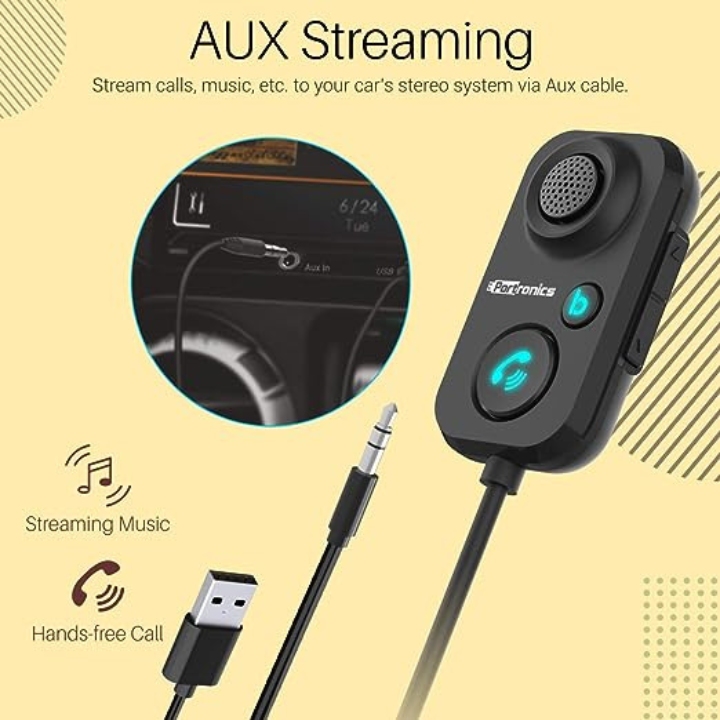 AUX Streaming
Stream calls, music, etc. to your car's stereo system via Aux cable.
6/24
Tue
Aux In
USB
Portronics
b
Streaming Music
Hands-free Call